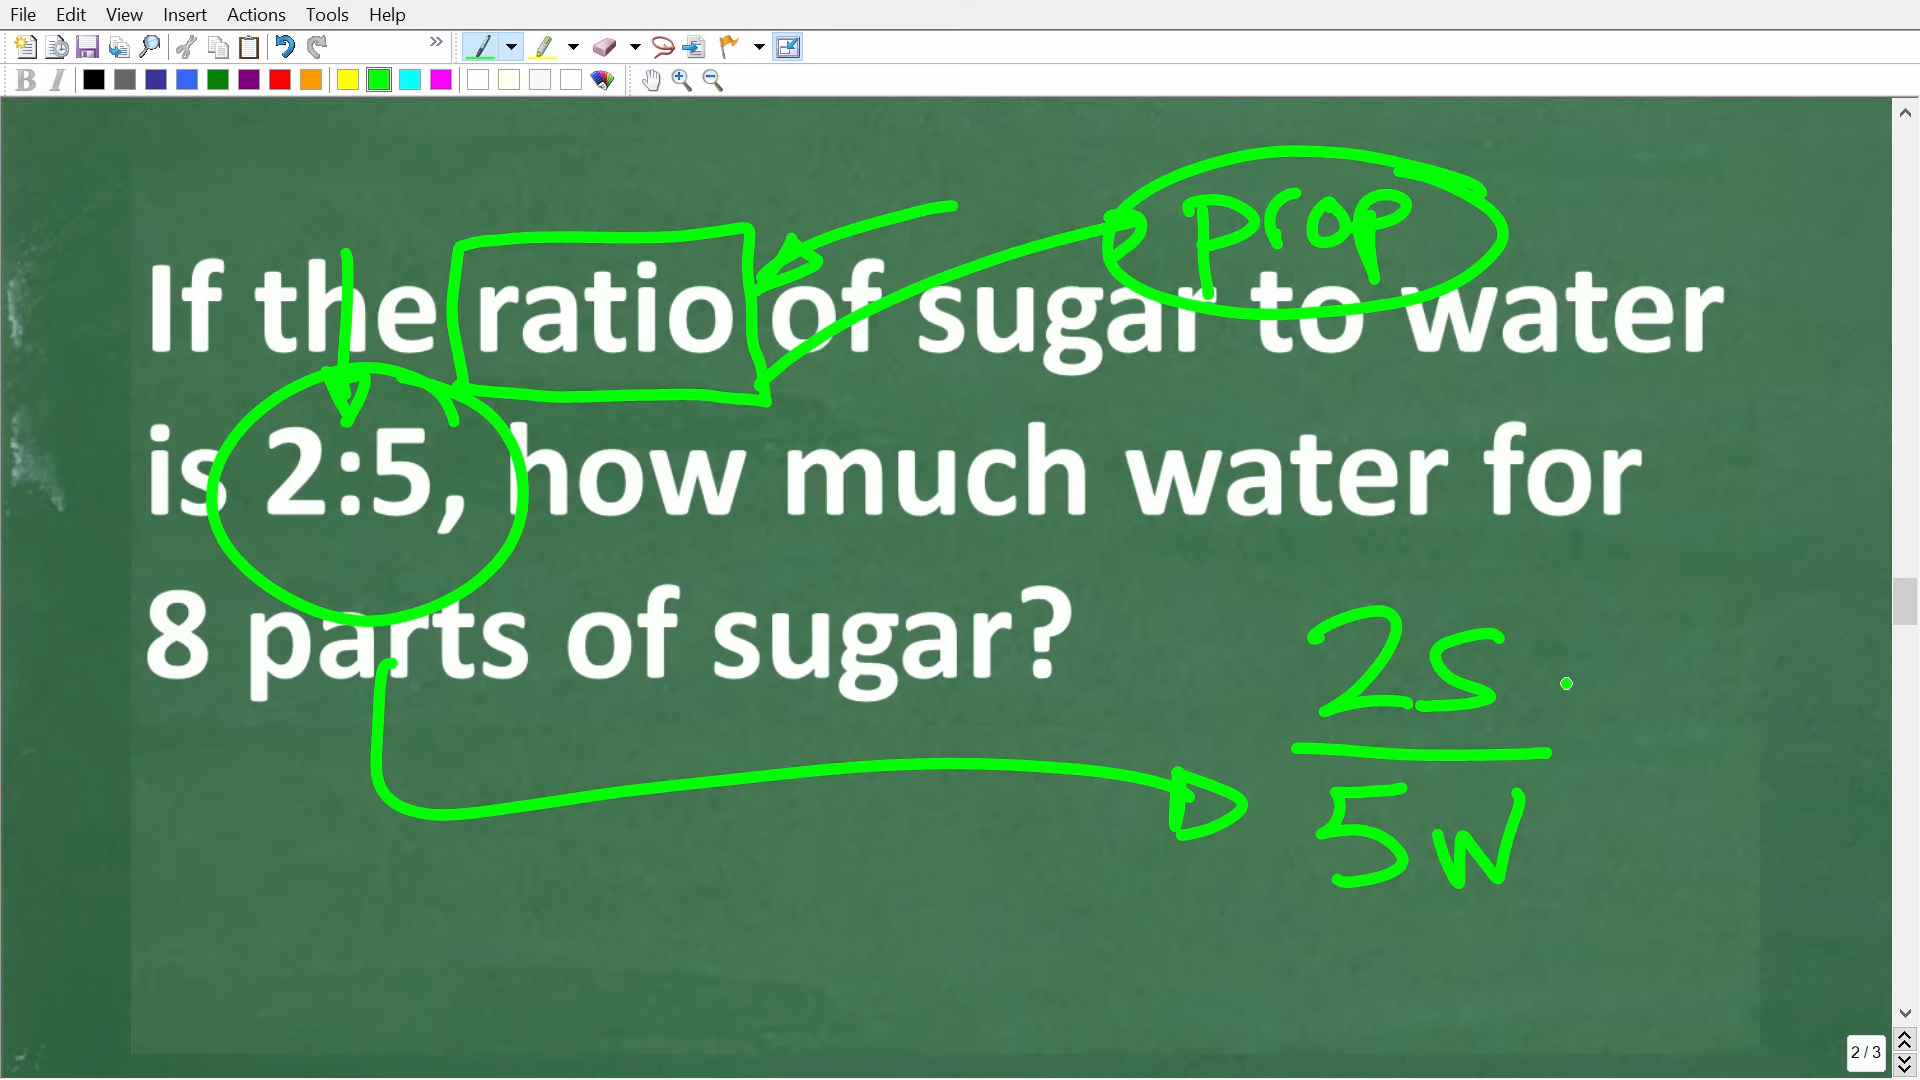 File Edit View Insert Actions Tools Help
B I
prop
If the ratio of sugar to water
is 2:5, how much water for
8 parts of sugar?
2s
5w
2 / 3